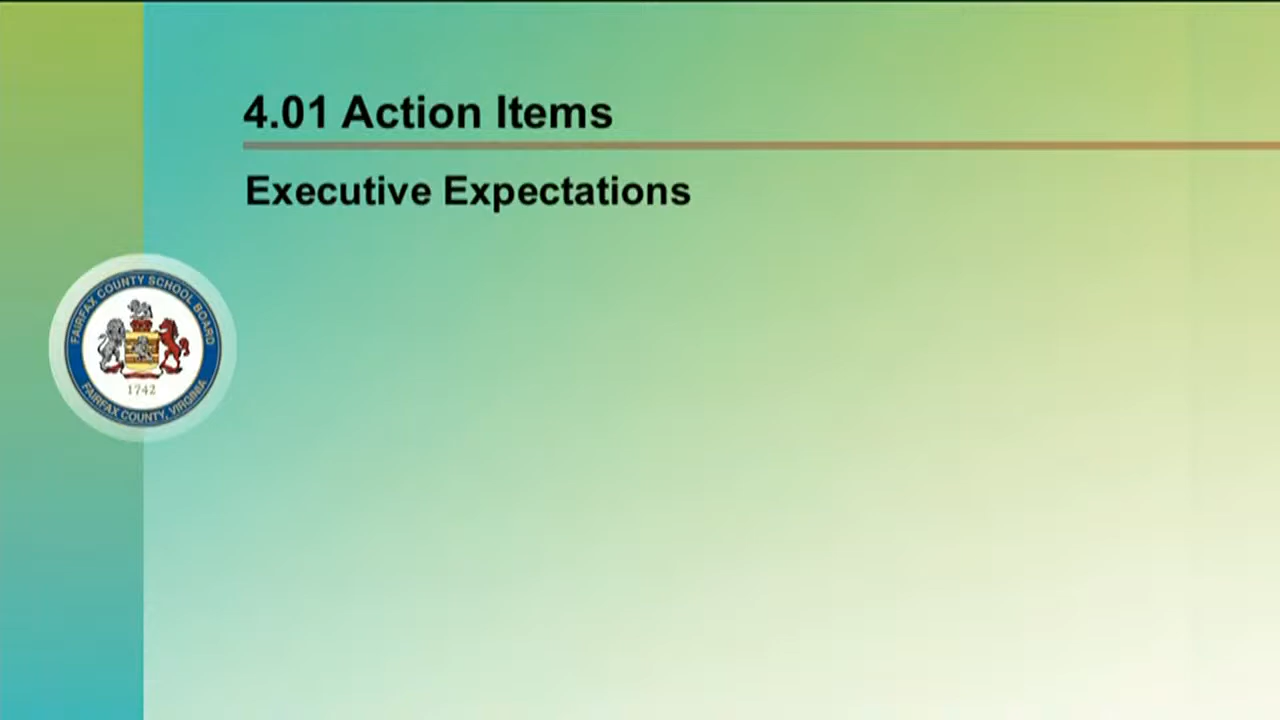 4.01 Action Items
Executive Expectations
FAIRFAX COUNTY SCHOOL BOARD
1742
FAIRFAX COUNTY, VIRGINIA